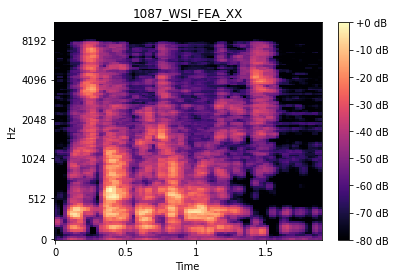 1087_WSI_FEA_XX
+0 dB
8192
-10 dB
4096
-20 dB
-30 dB
2048
Hz
-40 dB
1024
-50 dB
512
-60 dB
-70 dB
0
-80 dB
0
0.5
1
1.5
Time